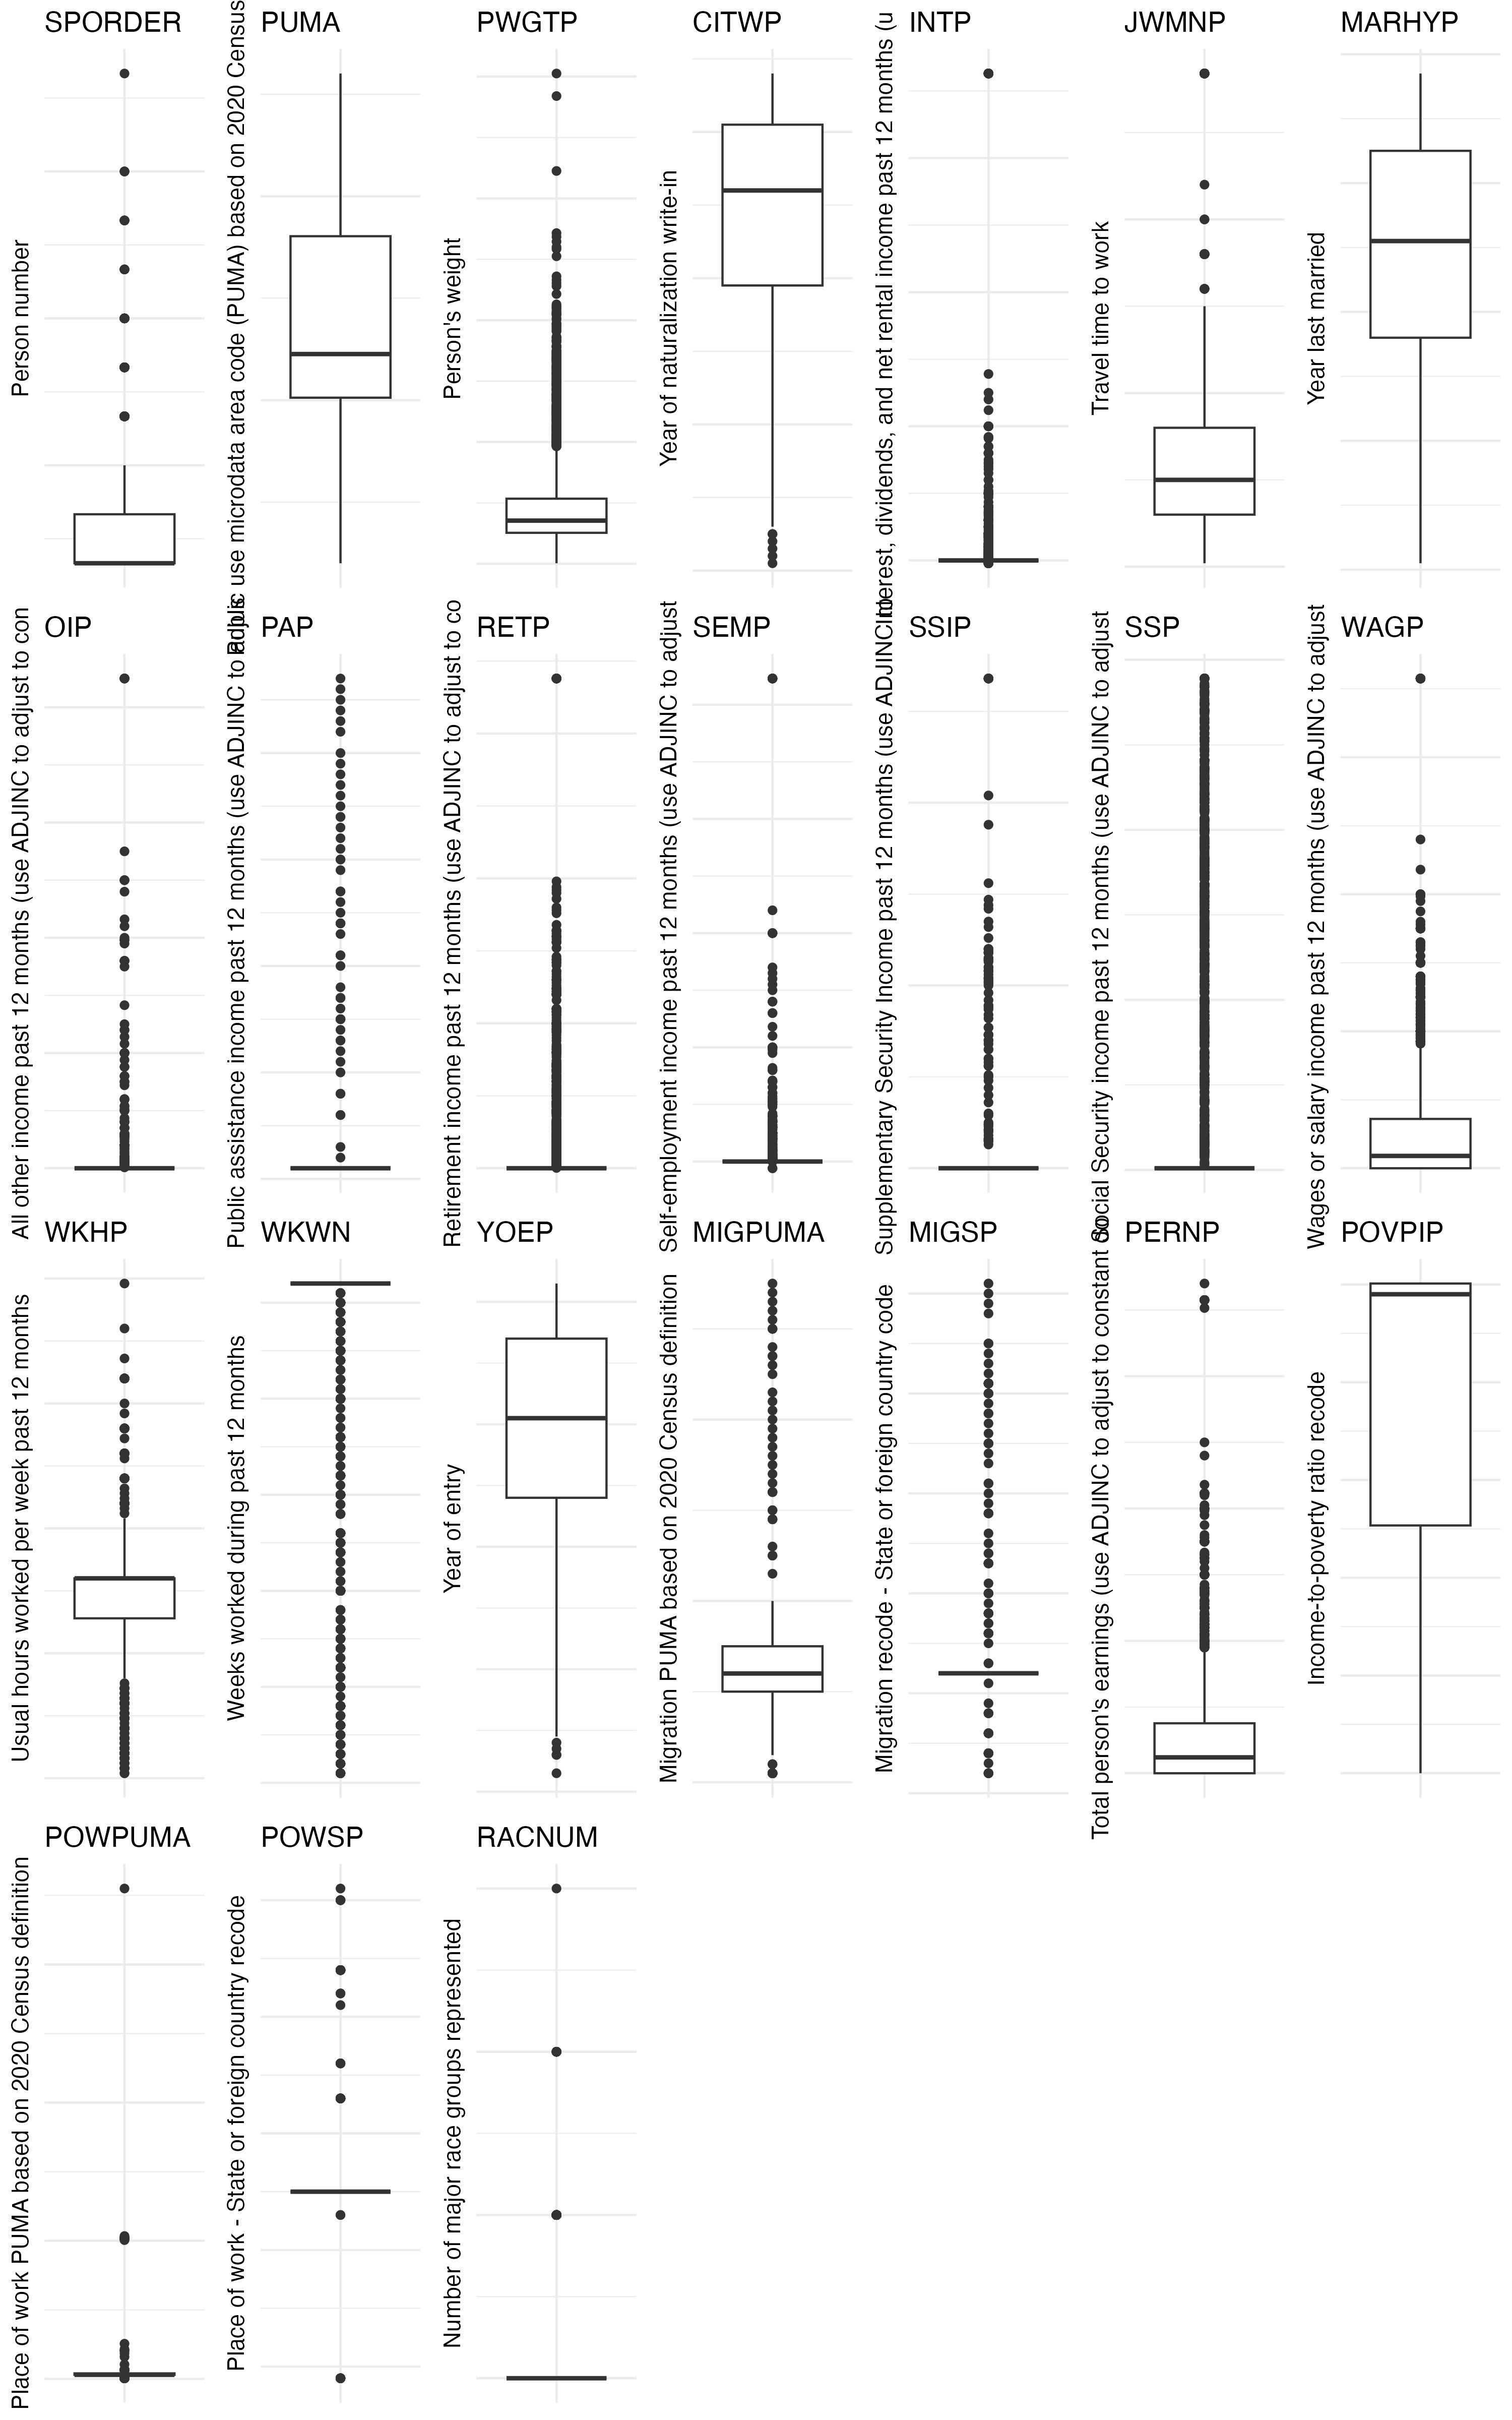 SPORDER
PUMA
PWGTP
CITWP
INTP
JWMNP
MARHYP
Person number
Public use microdata area code (PUMA) based on 2020 Census
Person's weight
Year of naturalization write-in
Interest, dividends, and net rental income past 12 months (u
Travel time to work
Year last married
OIP
PAP
RETP
SEMP
SSIP
SSP
WAGP
All other income past 12 months (use ADJINC to adjust to con
Public assistance income past 12 months (use ADJINC to adjus
Retirement income past 12 months (use ADJINC to adjust to co
Self-employment income past 12 months (use ADJINC to adjust
Supplementary Security Income past 12 months (use ADJINC to
Social Security income past 12 months (use ADJINC to adjust
Wages or salary income past 12 months (use ADJINC to adjust
WKHP
WKWN
YOEP
MIGPUMA
MIGSP
PERNP
POVPIP
Usual hours worked per week past 12 months
Weeks worked during past 12 months
Year of entry
Migration PUMA based on 2020 Census definition
Migration recode - State or foreign country code
Total person's earnings (use ADJINC to adjust to constant do
Income-to-poverty ratio recode
POWPUMA
POWSP
RACNUM
Place of work PUMA based on 2020 Census definition
Place of work - State or foreign country recode
Number of major race groups represented